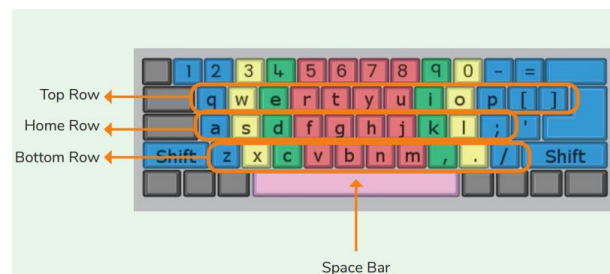 1 2 3 4 5 6 7 8 9 0 - =
Top Row q w e r t y u i o p [ ]
Home Row a s d f g h j k l ; '
Bottom Row Shift z x c v b n m , . / Shift
Space Bar